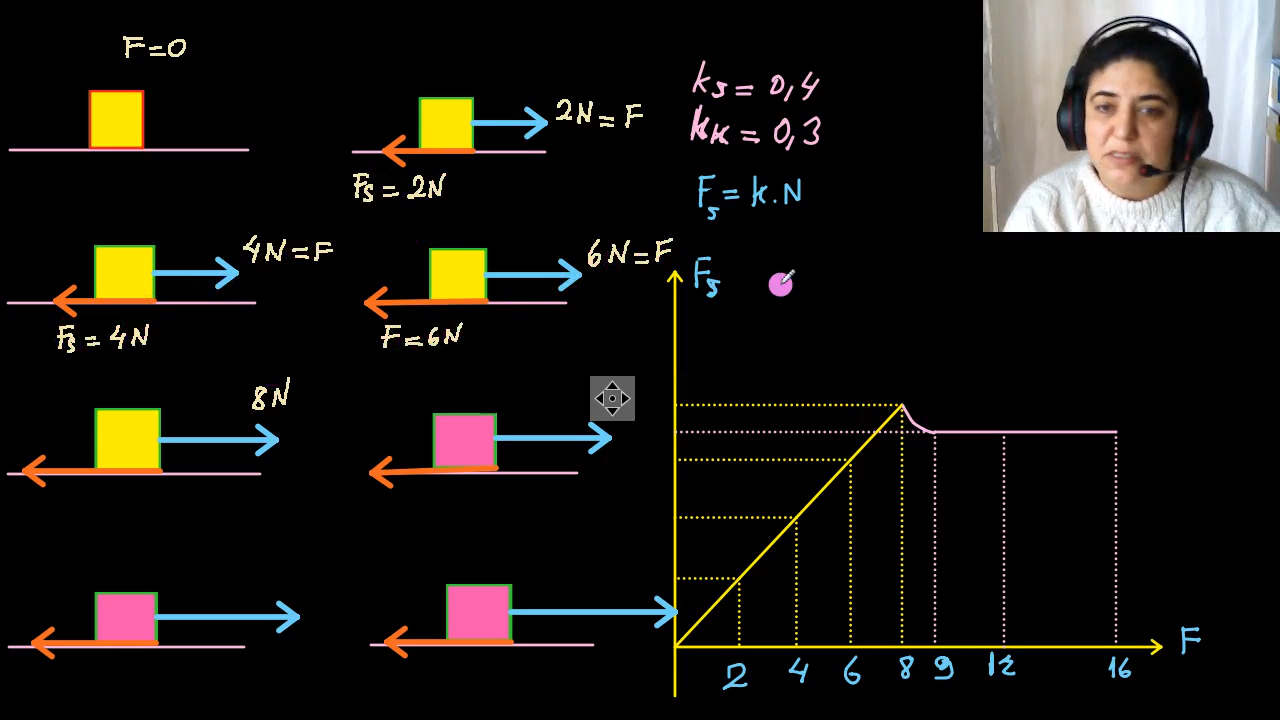 F=0
2N=F
Fs=2N
4N=F
Fs=4N
6N=F
F=6N
8N
ks=0,4
kk=0,3
Fs=k.N
Fs
2 4 6 8 9 12 16
F